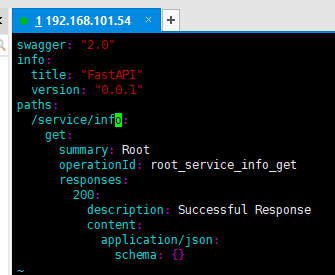 1 192.168.101.54 × +
swagger: "2.0"
info:
  title: "FastAPI"
  version: "0.0.1"
paths:
  /service/info:
    get:
      summary: Root
      operationId: root_service_info_get
      responses:
        200:
          description: Successful Response
          content:
            application/json:
              schema: {}
~